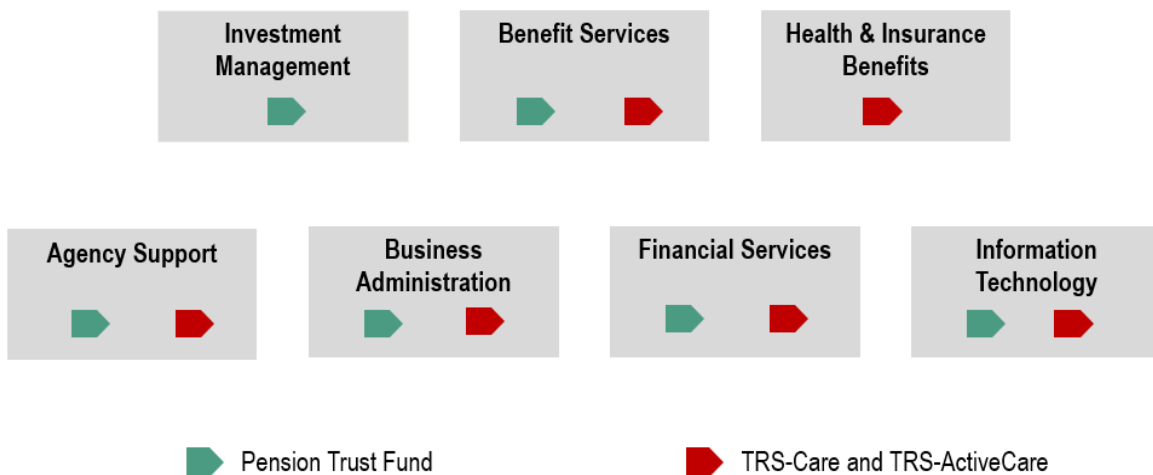 Investment
Management
Benefit Services
Health & Insurance
Benefits
Agency Support
Business
Administration
Financial Services
Information
Technology
Pension Trust Fund
TRS-Care and TRS-ActiveCare